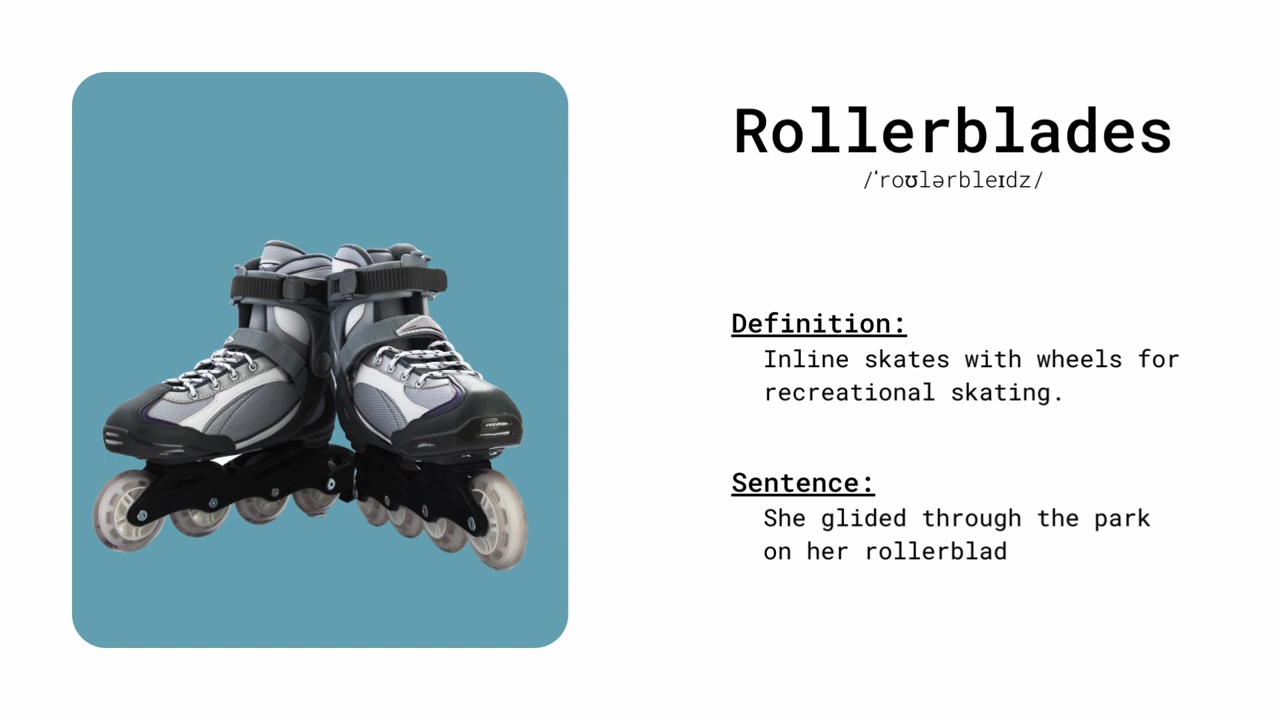 Rollerblades
/ˈroʊlərbleɪdz/
Definition:
Inline skates with wheels for
recreational skating.
Sentence:
She glided through the park
on her rollerblad